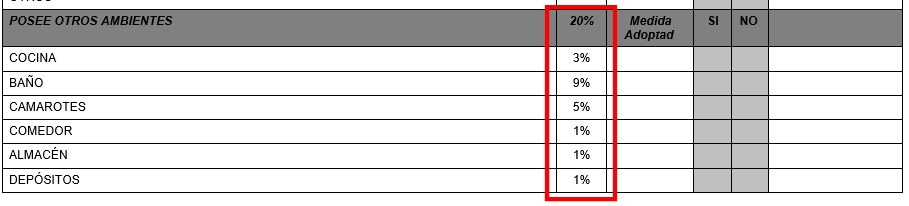 POSEE OTROS AMBIENTES 20% Medida Adoptad SI NO
COCINA 3%
BAÑO 9%
CAMAROTES 5%
COMEDOR 1%
ALMACÉN 1%
DEPÓSITOS 1%